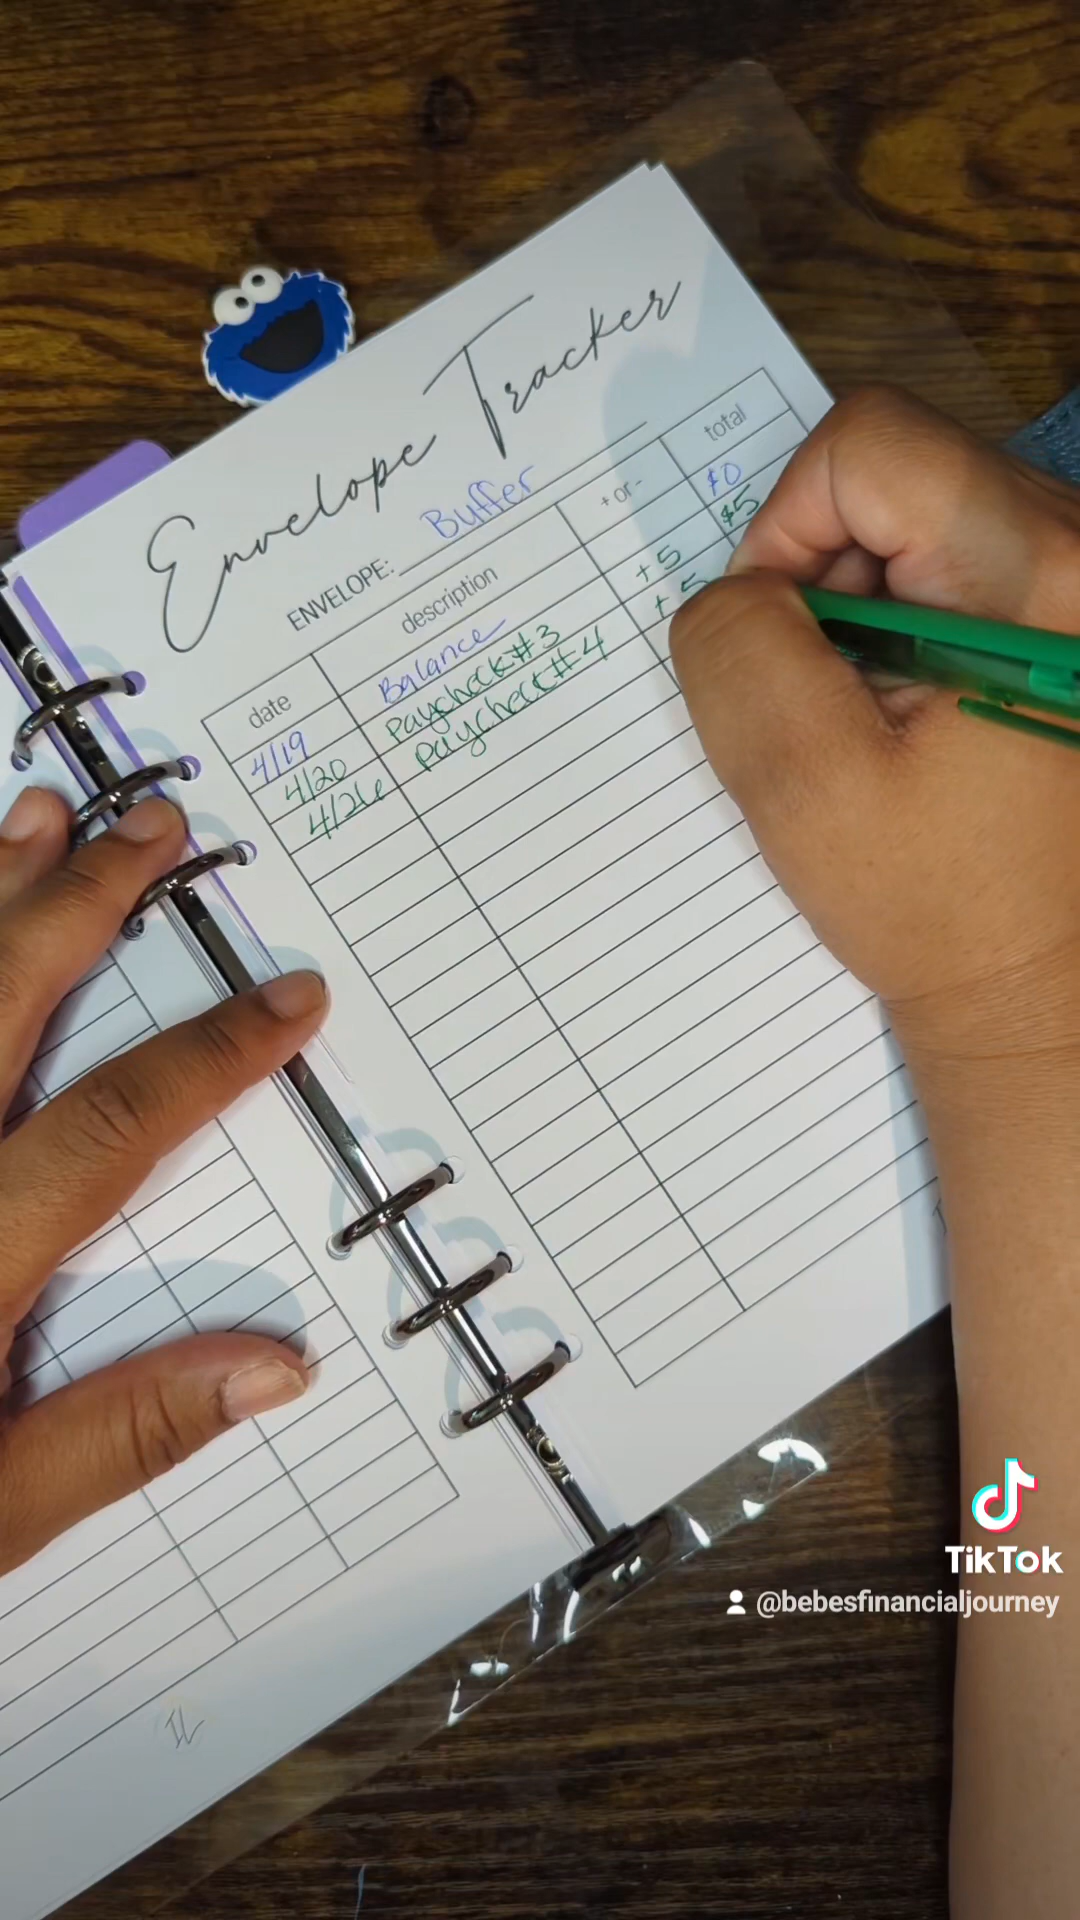 Envelope Tracker
ENVELOPE: Buffer
date description + or - total
4/19 Balance $0
4/20 paycheck #3 +5 $5
4/26 paycheck #4 +5
TikTok
@bebesfinancialjourney